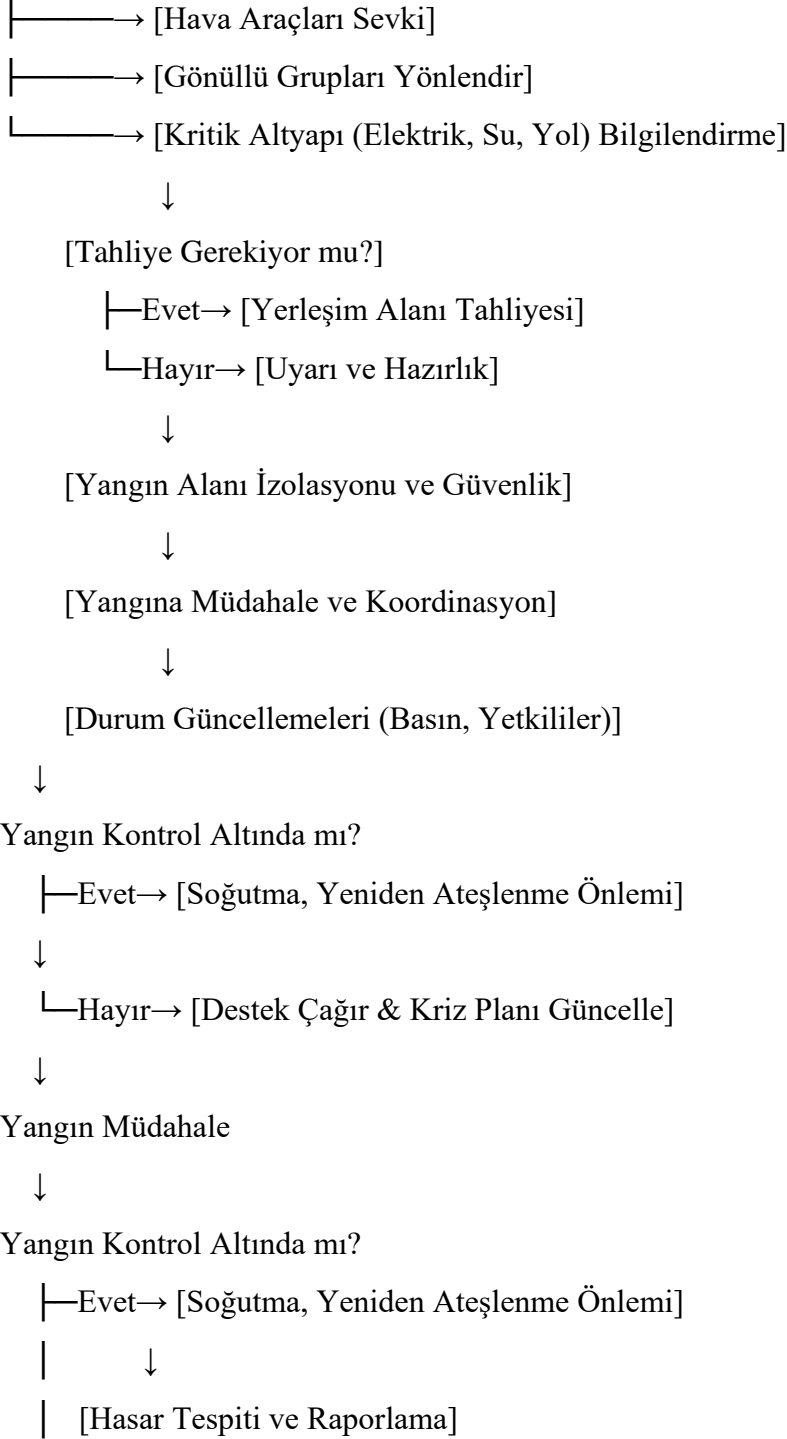 ├────→ [Hava Araçları Sevki]
├────→ [Gönüllü Grupları Yönlendir]
└────→ [Kritik Altyapı (Elektrik, Su, Yol) Bilgilendirme]
↓
[Tahliye Gerekiyor mu?]
├─Evet→ [Yerleşim Alanı Tahliyesi]
└─Hayır→ [Uyarı ve Hazırlık]
↓
[Yangın Alanı İzolasyonu ve Güvenlik]
↓
[Yangına Müdahale ve Koordinasyon]
↓
[Durum Güncellemeleri (Basın, Yetkililer)]
↓
Yangın Kontrol Altında mı?
├─Evet→ [Soğutma, Yeniden Ateşlenme Önlemi]
↓
└─Hayır→ [Destek Çağır & Kriz Planı Güncelle]
↓
Yangın Müdahale
↓
Yangın Kontrol Altında mı?
├─Evet→ [Soğutma, Yeniden Ateşlenme Önlemi]
│ ↓
│ [Hasar Tespiti ve Raporlama]